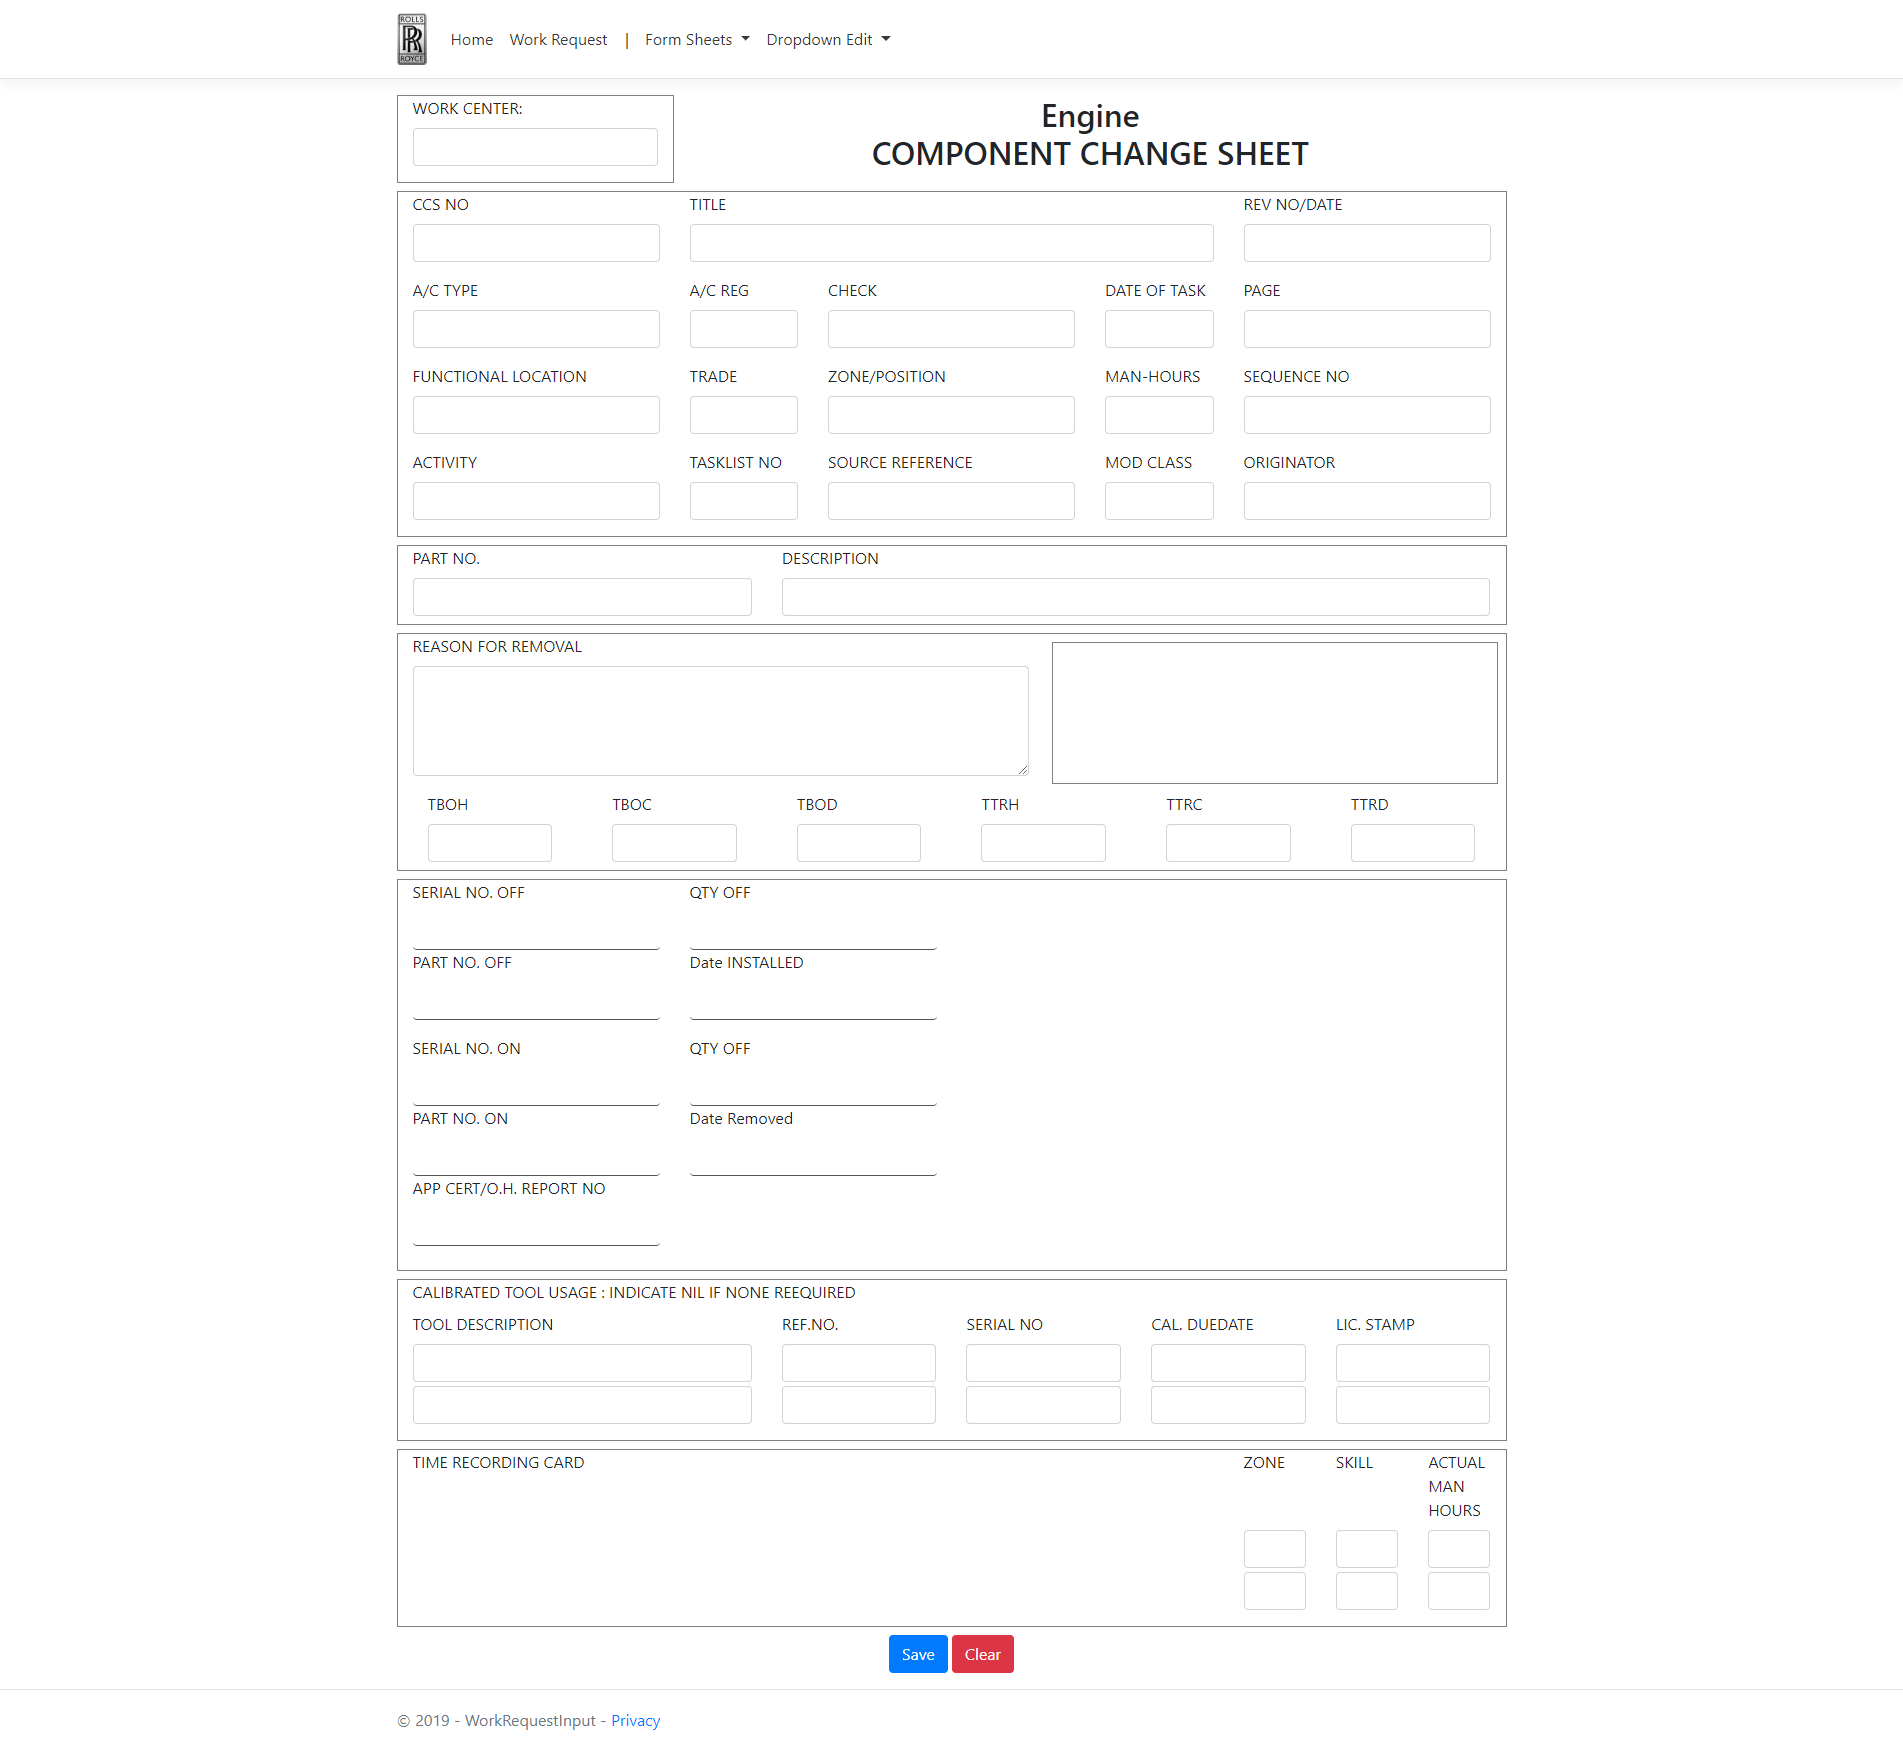 ROLLS
RR
ROYCE
Home Work Request | Form Sheets Dropdown Edit
WORK CENTER:
Engine
COMPONENT CHANGE SHEET
CCS NO TITLE REV NO/DATE
A/C TYPE A/C REG CHECK DATE OF TASK PAGE
FUNCTIONAL LOCATION TRADE ZONE/POSITION MAN-HOURS SEQUENCE NO
ACTIVITY TASKLIST NO SOURCE REFERENCE MOD CLASS ORIGINATOR
PART NO. DESCRIPTION
REASON FOR REMOVAL
TBOH TBOC TBOD TTRH TTRC TTRD
SERIAL NO. OFF QTY OFF
PART NO. OFF Date INSTALLED
SERIAL NO. ON QTY OFF
PART NO. ON Date Removed
APP CERT/O.H. REPORT NO
CALIBRATED TOOL USAGE : INDICATE NIL IF NONE REEQUIRED
TOOL DESCRIPTION REF.NO. SERIAL NO CAL. DUEDATE LIC. STAMP
TIME RECORDING CARD ZONE SKILL ACTUAL
MAN
HOURS
Save Clear
© 2019 - WorkRequestInput - Privacy